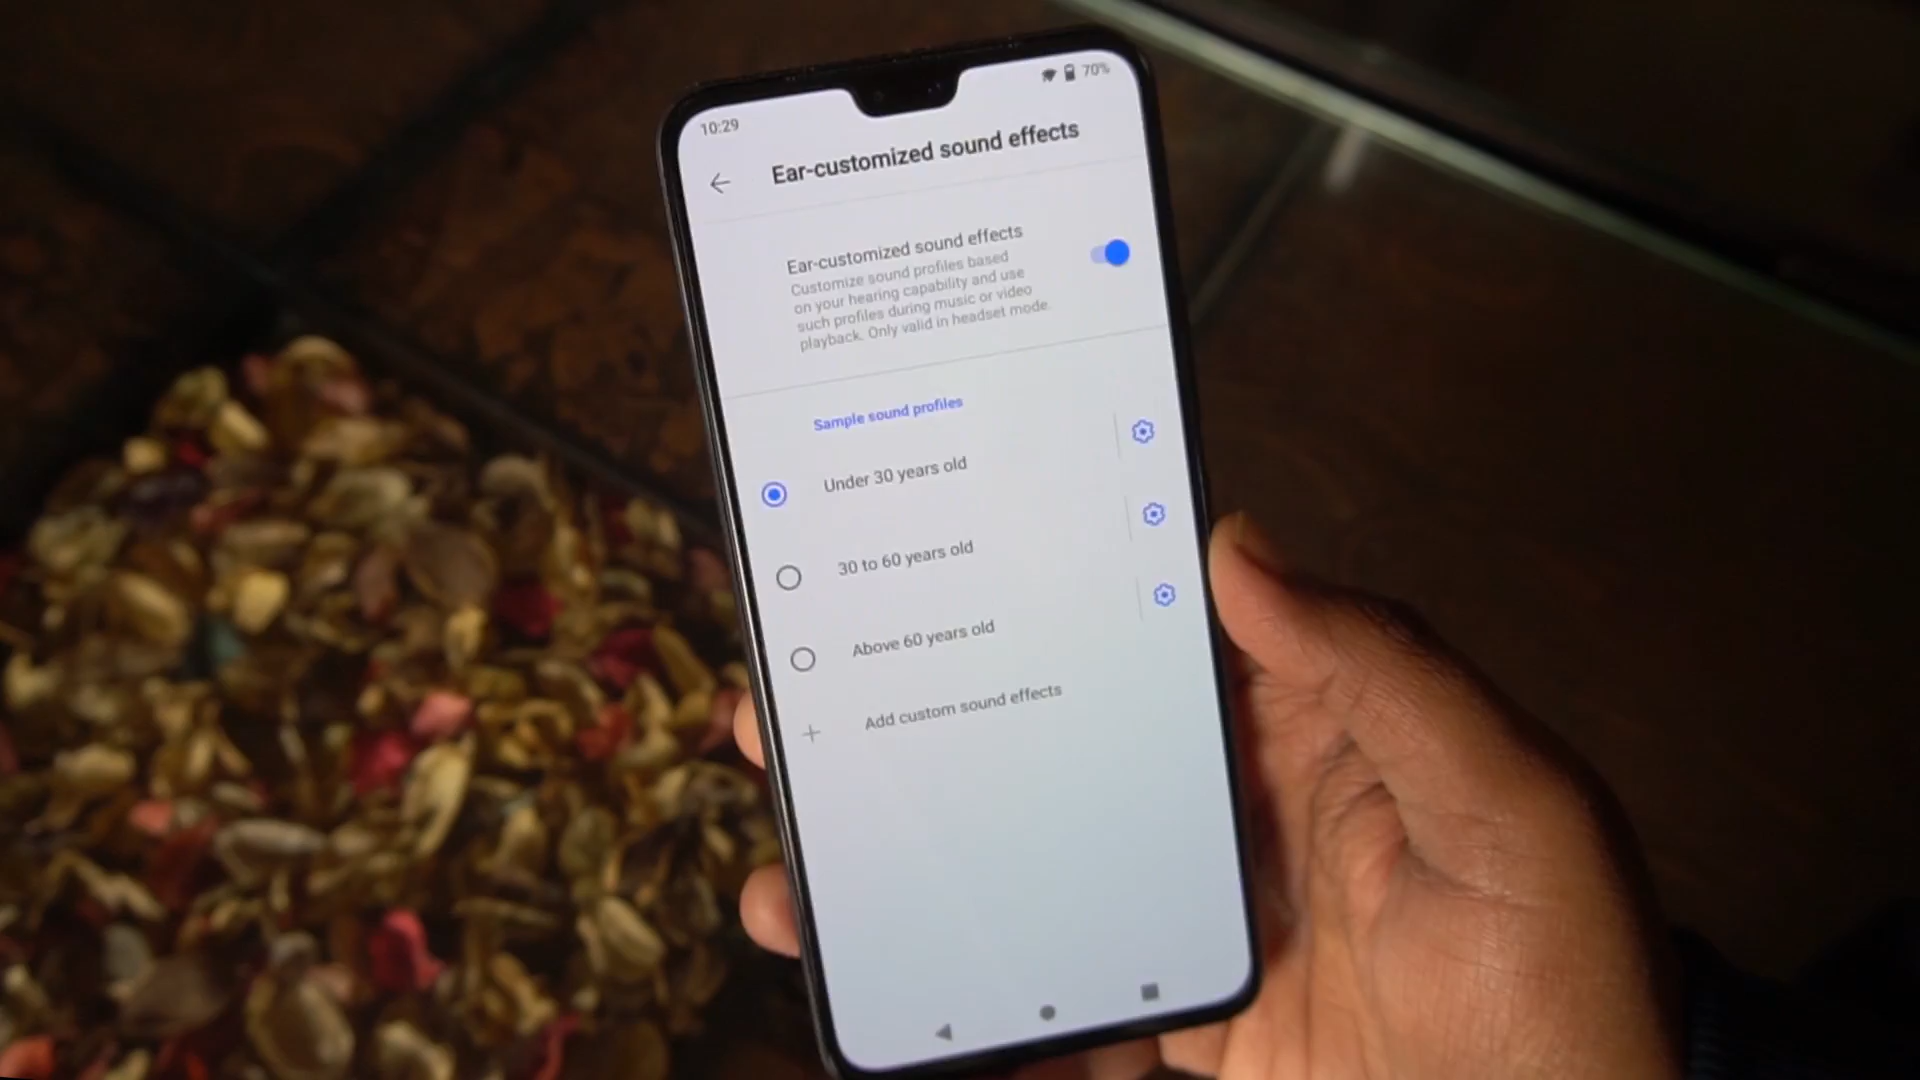 10:29
70%
Ear-customized sound effects
Ear-customized sound effects
Customize sound profiles based
on your hearing capability and use
such profiles during music or video
playback. Only valid in headset mode.
Sample sound profiles
Under 30 years old
30 to 60 years old
Above 60 years old
Add custom sound effects